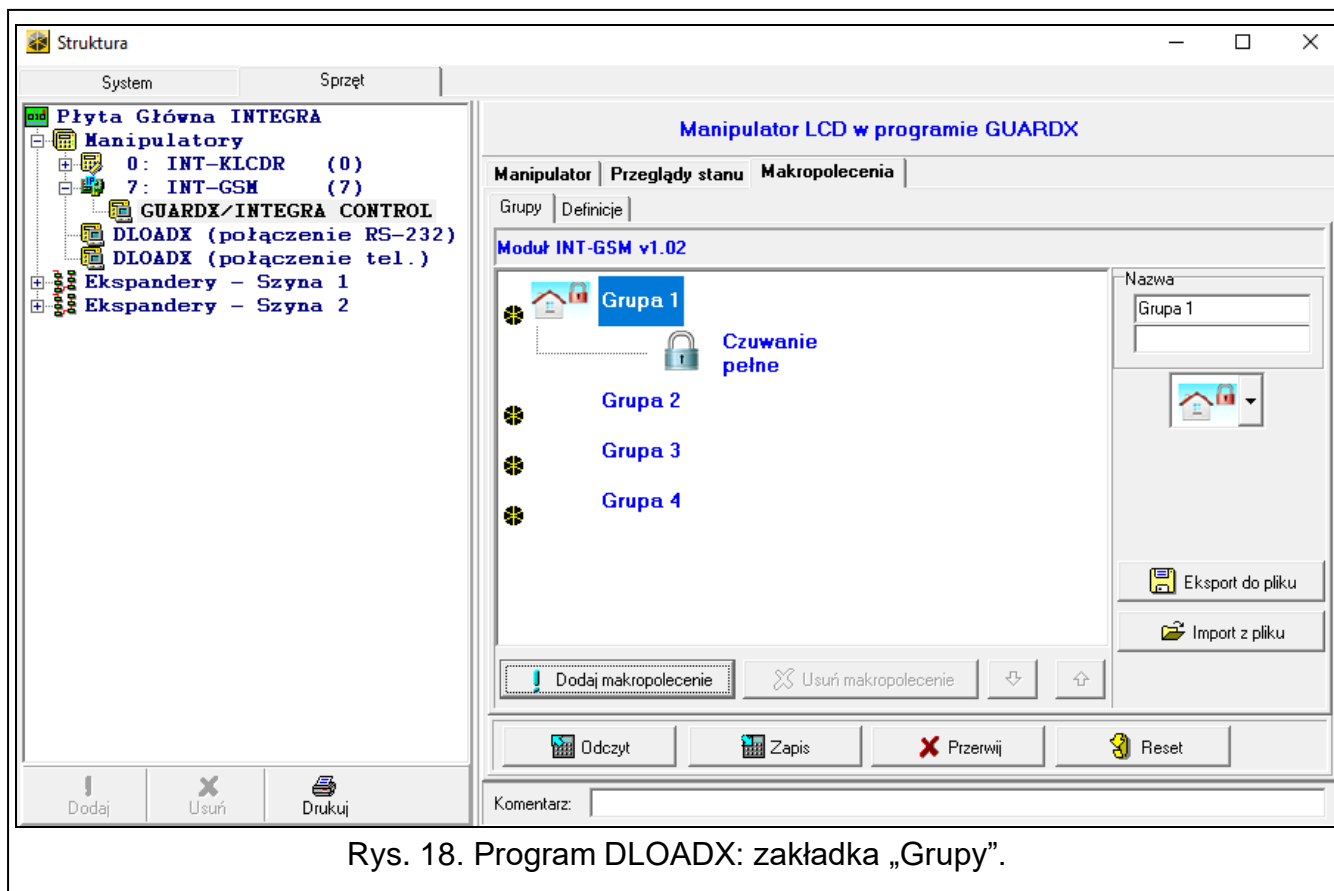 Struktura
System
Sprzęt
Płyta Główna INTEGRA
Manipulatory
0: INT-KLCDR (0)
7: INT-GSM (7)
GUARDX/INTEGRA CONTROL
DLOADX (połączenie RS-232)
DLOADX (połączenie tel.)
Ekspandery - Szyna 1
Ekspandery - Szyna 2
Dodaj
Usuń
Drukuj
Manipulator LCD w programie GUARDX
Manipulator
Przeglądy stanu
Makropolecenia
Grupy
Definicje
Moduł INT-GSM v1.02
Grupa 1
Czuwanie
pełne
Grupa 2
Grupa 3
Grupa 4
Nazwa
Grupa 1
Eksport do pliku
Import z pliku
Dodaj makropolecenie
Usuń makropolecenie
Odczyt
Zapis
Przerwij
Reset
Komentarz:
Rys. 18. Program DLOADX: zakładka „Grupy”.